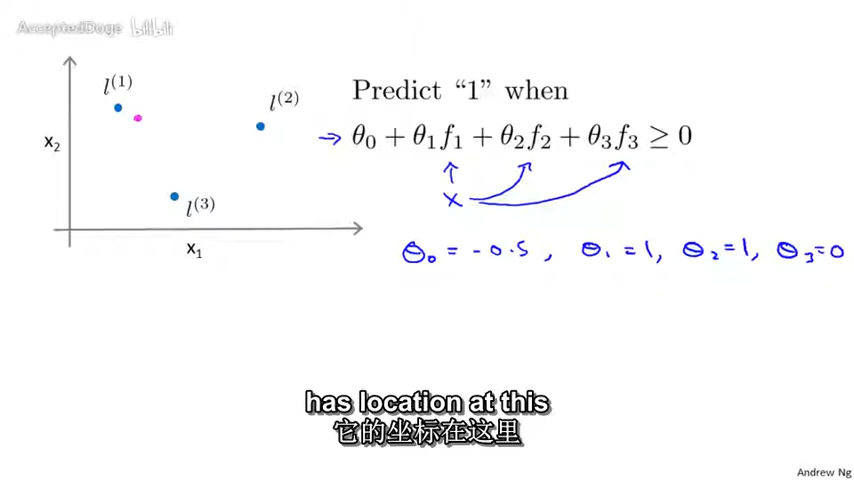 AcceptedDoge bilibili
l^(1)
l^(2)
l^(3)
x₂
x₁
Predict “1” when
→ θ₀ + θ₁f₁ + θ₂f₂ + θ₃f₃ ≥ 0
x
θ₀ = -0.5, θ₁ = 1, θ₂ = 1, θ₃ = 0
has location at this
它的坐标在这里
Andrew Ng